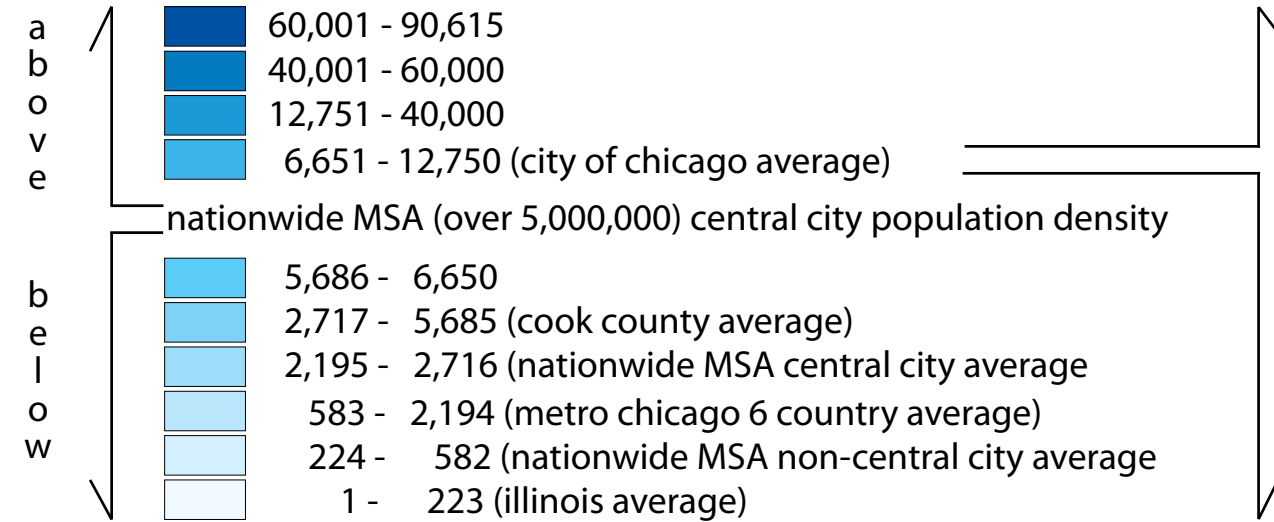 above
60,001 - 90,615
40,001 - 60,000
12,751 - 40,000
6,651 - 12,750 (city of chicago average)
nationwide MSA (over 5,000,000) central city population density
below
5,686 - 6,650
2,717 - 5,685 (cook county average)
2,195 - 2,716 (nationwide MSA central city average
583 - 2,194 (metro chicago 6 country average)
224 - 582 (nationwide MSA non-central city average
1 - 223 (illinois average)